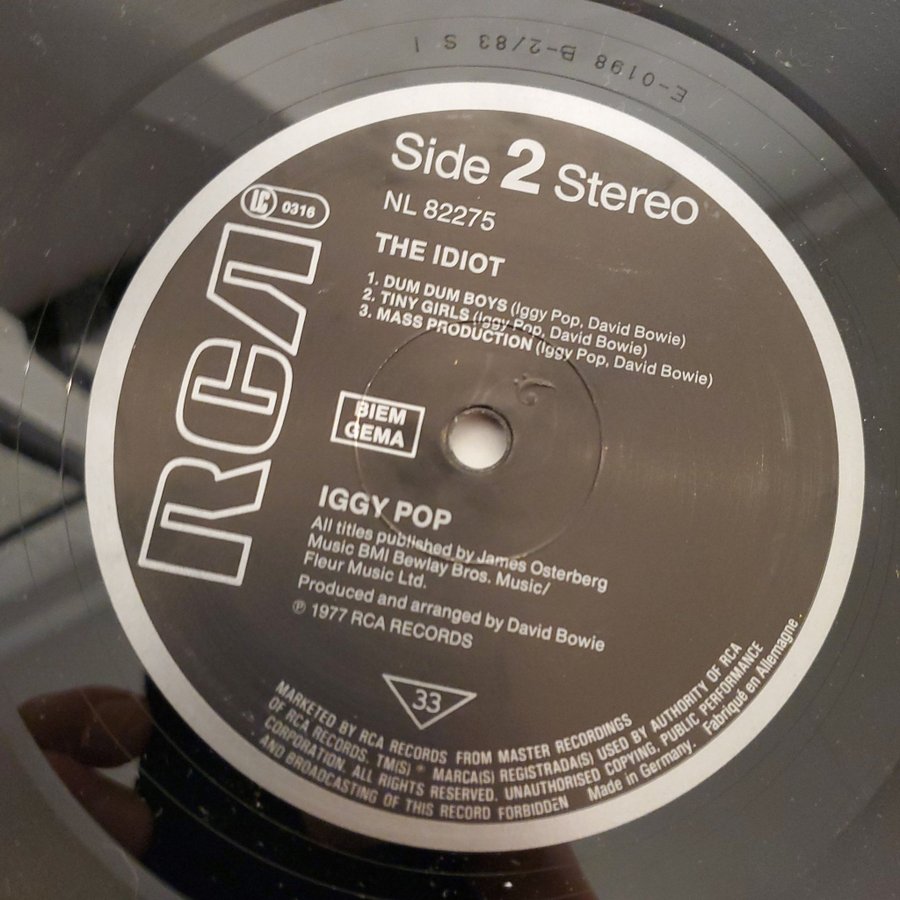 E-0198 B-2/83 S I
Side 2 Stereo
LC 0316
NL 82275
RCA
THE IDIOT
1. DUM DUM BOYS (Iggy Pop, David Bowie)
2. TINY GIRLS (Iggy Pop, David Bowie)
3. MASS PRODUCTION (Iggy Pop, David Bowie)
BIEM
GEMA
IGGY POP
All titles published by James Osterberg
Music BMI Bewlay Bros. Music/
Fleur Music Ltd.
Produced and arranged by David Bowie
℗ 1977 RCA RECORDS
33
MARKETED BY RCA RECORDS FROM MASTER RECORDINGS
OF RCA RECORDS. TM(S) ® MARCA(S) REGISTRADA(S) USED BY AUTHORITY OF RCA
CORPORATION. ALL RIGHTS RESERVED. UNAUTHORISED COPYING, PUBLIC PERFORMANCE
AND BROADCASTING OF THIS RECORD FORBIDDEN Made in Germany. Fabriqué en Allemagne.